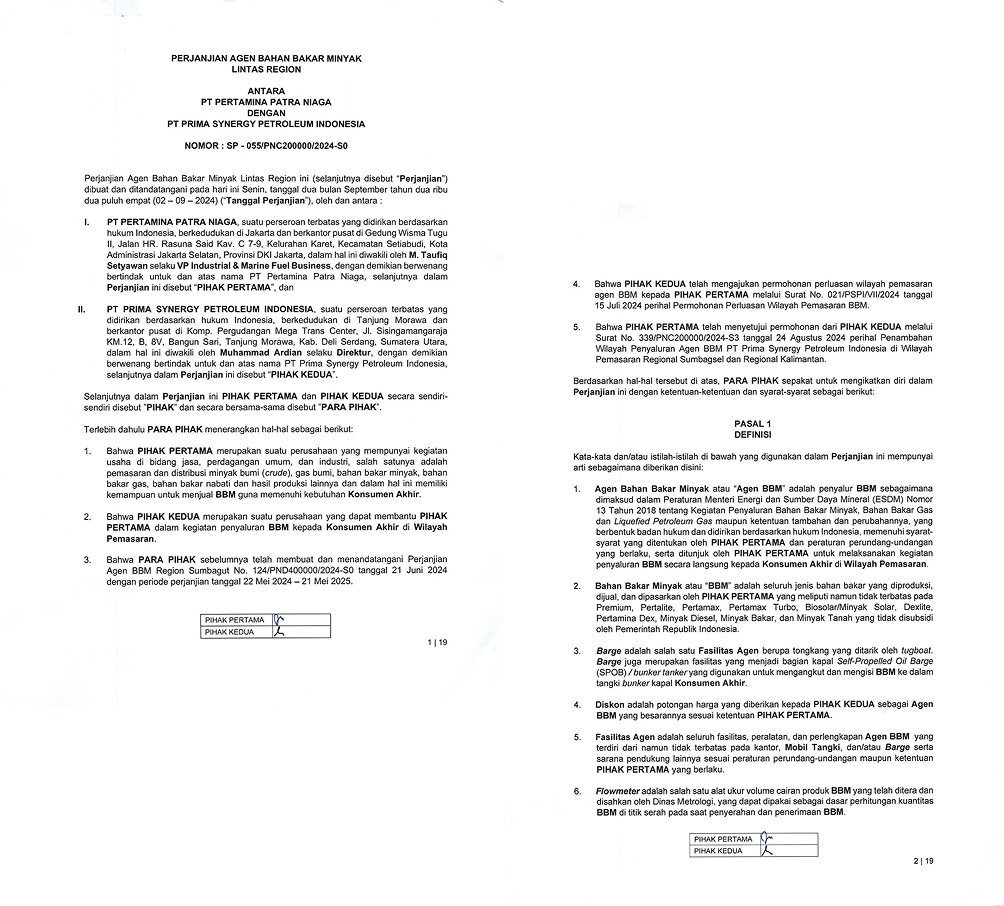 PERJANJIAN AGEN BAHAN BAKAR MINYAK
LINTAS REGION
ANTARA
PT PERTAMINA PATRA NIAGA
DENGAN
PT PRIMA SYNERGY PETROLEUM INDONESIA
NOMOR : SP - 055/PNC200000/2024-S0
Perjanjian Agen Bahan Bakar Minyak Lintas Region ini (selanjutnya disebut "Perjanjian")
dibuat dan ditandatangani pada hari ini Senin, tanggal dua bulan September tahun dua ribu
dua puluh empat (02 – 09 – 2024) ("Tanggal Perjanjian"), oleh dan antara :
I. PT PERTAMINA PATRA NIAGA, suatu perseroan terbatas yang didirikan berdasarkan
hukum Indonesia, berkedudukan di Jakarta dan berkantor pusat di Gedung Wisma Tugu
II, Jalan HR. Rasuna Said Kav. C 7-9, Kelurahan Karet, Kecamatan Setiabudi, Kota
Administrasi Jakarta Selatan, Provinsi DKI Jakarta, dalam hal ini diwakili oleh M. Taufiq
Setyawan selaku VP Industrial & Marine Fuel Business, dengan demikian berwenang
bertindak untuk dan atas nama PT Pertamina Patra Niaga, selanjutnya dalam
Perjanjian ini disebut "PIHAK PERTAMA", dan
II. PT PRIMA SYNERGY PETROLEUM INDONESIA, suatu perseroan terbatas yang
didirikan berdasarkan hukum Indonesia, berkedudukan di Tanjung Morawa dan
berkantor pusat di Komp. Pergudangan Mega Trans Center, Jl. Sisingamangaraja
KM.12, B, 8V, Bangun Sari, Tanjung Morawa, Kab. Deli Serdang, Sumatera Utara,
dalam hal ini diwakili oleh Muhammad Ardian selaku Direktur, dengan demikian
berwenang bertindak untuk dan atas nama PT Prima Synergy Petroleum Indonesia,
selanjutnya dalam Perjanjian ini disebut "PIHAK KEDUA".
Selanjutnya dalam Perjanjian ini PIHAK PERTAMA dan PIHAK KEDUA secara sendiri-
sendiri disebut "PIHAK" dan secara bersama-sama disebut "PARA PIHAK".
Terlebih dahulu PARA PIHAK menerangkan hal-hal sebagai berikut:
1. Bahwa PIHAK PERTAMA merupakan suatu perusahaan yang mempunyai kegiatan
usaha di bidang jasa, perdagangan umum, dan industri, salah satunya adalah
pemasaran dan distribusi minyak bumi (crude), gas bumi, bahan bakar minyak, bahan
bakar gas, bahan bakar nabati dan hasil produksi lainnya dan dalam hal ini memiliki
kemampuan untuk menjual BBM guna memenuhi kebutuhan Konsumen Akhir.
2. Bahwa PIHAK KEDUA merupakan suatu perusahaan yang dapat membantu PIHAK
PERTAMA dalam kegiatan penyaluran BBM kepada Konsumen Akhir di Wilayah
Pemasaran.
3. Bahwa PARA PIHAK sebelumnya telah membuat dan menandatangani Perjanjian
Agen BBM Region Sumbagut No. 124/PND400000/2024-S0 tanggal 21 Juni 2024
dengan periode perjanjian tanggal 22 Mei 2024 – 21 Mei 2025.
PIHAK PERTAMA
PIHAK KEDUA
1 | 19
4. Bahwa PIHAK KEDUA telah mengajukan permohonan perluasan wilayah pemasaran
agen BBM kepada PIHAK PERTAMA melalui Surat No. 021/PSPI/VII/2024 tanggal
15 Juli 2024 perihal Permohonan Perluasan Wilayah Pemasaran BBM.
5. Bahwa PIHAK PERTAMA telah menyetujui permohonan dari PIHAK KEDUA melalui
Surat No. 339/PNC200000/2024-S3 tanggal 24 Agustus 2024 perihal Penambahan
Wilayah Penyaluran Agen BBM PT Prima Synergy Petroleum Indonesia di Wilayah
Pemasaran Regional Sumbagsel dan Regional Kalimantan.
Berdasarkan hal-hal tersebut di atas, PARA PIHAK sepakat untuk mengikatkan diri dalam
Perjanjian ini dengan ketentuan-ketentuan dan syarat-syarat sebagai berikut:
PASAL 1
DEFINISI
Kata-kata dan/atau istilah-istilah di bawah yang digunakan dalam Perjanjian ini mempunyai
arti sebagaimana diberikan disini:
1. Agen Bahan Bakar Minyak atau "Agen BBM" adalah penyalur BBM sebagaimana
dimaksud dalam Peraturan Menteri Energi dan Sumber Daya Mineral (ESDM) Nomor
13 Tahun 2018 tentang Kegiatan Penyaluran Bahan Bakar Minyak, Bahan Bakar Gas
dan Liquefied Petroleum Gas maupun ketentuan tambahan dan perubahannya, yang
berbentuk badan hukum dan didirikan berdasarkan hukum Indonesia, memenuhi syarat-
syarat yang ditentukan oleh PIHAK PERTAMA dan peraturan perundang-undangan
yang berlaku, serta ditunjuk oleh PIHAK PERTAMA untuk melaksanakan kegiatan
penyaluran BBM secara langsung kepada Konsumen Akhir di Wilayah Pemasaran.
2. Bahan Bakar Minyak atau "BBM" adalah seluruh jenis bahan bakar yang diproduksi,
dijual, dan dipasarkan oleh PIHAK PERTAMA yang meliputi namun tidak terbatas pada
Premium, Pertalite, Pertamax, Pertamax Turbo, Biosolar/Minyak Solar, Dexlite,
Pertamina Dex, Minyak Diesel, Minyak Bakar, dan Minyak Tanah yang tidak disubsidi
oleh Pemerintah Republik Indonesia.
3. Barge adalah salah satu Fasilitas Agen berupa tongkang yang ditarik oleh tugboat.
Barge juga merupakan fasilitas yang menjadi bagian kapal Self-Propelled Oil Barge
(SPOB) / bunker tanker yang digunakan untuk mengangkut dan mengisi BBM ke dalam
tangki bunker kapal Konsumen Akhir.
4. Diskon adalah potongan harga yang diberikan kepada PIHAK KEDUA sebagai Agen
BBM yang besarannya sesuai ketentuan PIHAK PERTAMA.
5. Fasilitas Agen adalah seluruh fasilitas, peralatan, dan perlengkapan Agen BBM yang
terdiri dari namun tidak terbatas pada kantor, Mobil Tangki, dan/atau Barge serta
sarana pendukung lainnya sesuai peraturan perundang-undangan maupun ketentuan
PIHAK PERTAMA yang berlaku.
6. Flowmeter adalah salah satu alat ukur volume cairan produk BBM yang telah ditera dan
disahkan oleh Dinas Metrologi, yang dapat dipakai sebagai dasar perhitungan kuantitas
BBM di titik serah pada saat penyerahan dan penerimaan BBM.
PIHAK PERTAMA
PIHAK KEDUA
2 | 19